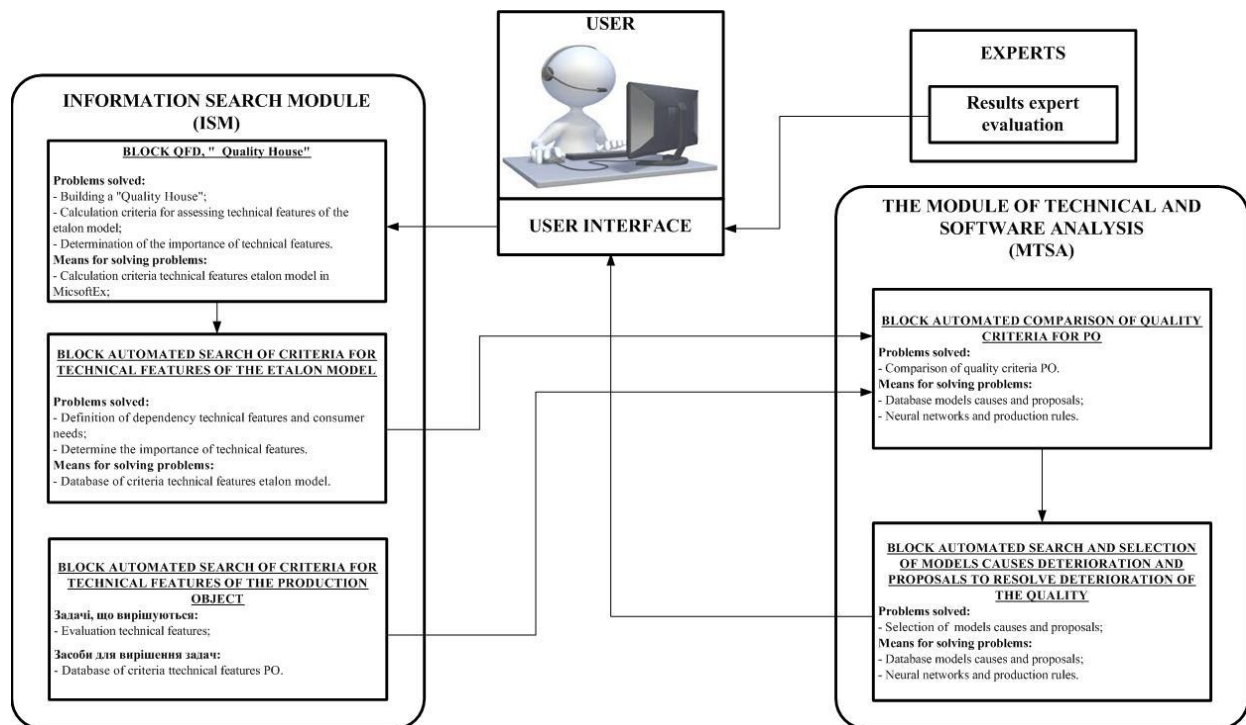 USER
USER INTERFACE
EXPERTS
Results expert
evaluation
INFORMATION SEARCH MODULE
(ISM)
BLOCK QFD, " Quality House"
Problems solved:
- Building a "Quality House";
- Calculation criteria for assessing technical features of the
etalon model;
- Determination of the importance of technical features.
Means for solving problems:
- Calculation criteria technical features etalon model in
MicsoftEx;
BLOCK AUTOMATED SEARCH OF CRITERIA FOR
TECHNICAL FEATURES OF THE ETALON MODEL
Problems solved:
- Definition of dependency technical features and consumer
needs;
- Determine the importance of technical features.
Means for solving problems:
- Database of criteria technical features etalon model.
BLOCK AUTOMATED SEARCH OF CRITERIA FOR
TECHNICAL FEATURES OF THE PRODUCTION
OBJECT
Задачі, що вирішуються:
- Evaluation technical features;
Засоби для вирішення задач:
- Database of criteria ttechnical features PO.
THE MODULE OF TECHNICAL AND
SOFTWARE ANALYSIS
(MTSA)
BLOCK AUTOMATED COMPARISON OF QUALITY
CRITERIA FOR PO
Problems solved:
- Comparison of quality criteria PO.
Means for solving problems:
- Database models causes and proposals;
- Neural networks and production rules.
BLOCK AUTOMATED SEARCH AND SELECTION
OF MODELS CAUSES DETERIORATION AND
PROPOSALS TO RESOLVE DETERIORATION OF
THE QUALITY
Problems solved:
- Selection of models causes and proposals;
Means for solving problems:
- Database models causes and proposals;
- Neural networks and production rules.